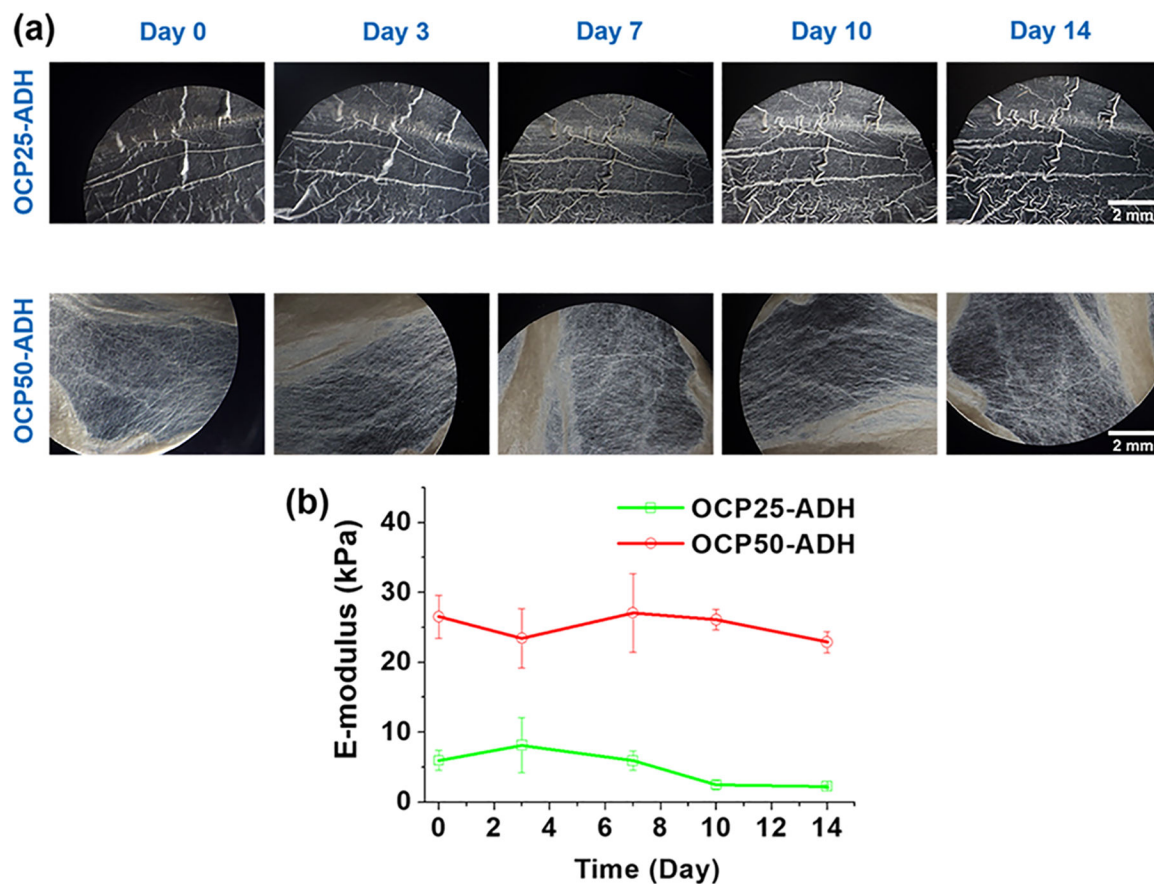 (a)
Day 0 Day 3 Day 7 Day 10 Day 14
OCP25-ADH
2 mm
OCP50-ADH
2 mm
(b)
OCP25-ADH
OCP50-ADH
E-modulus (kPa)
40
30
20
10
0
0 2 4 6 8 10 12 14
Time (Day)